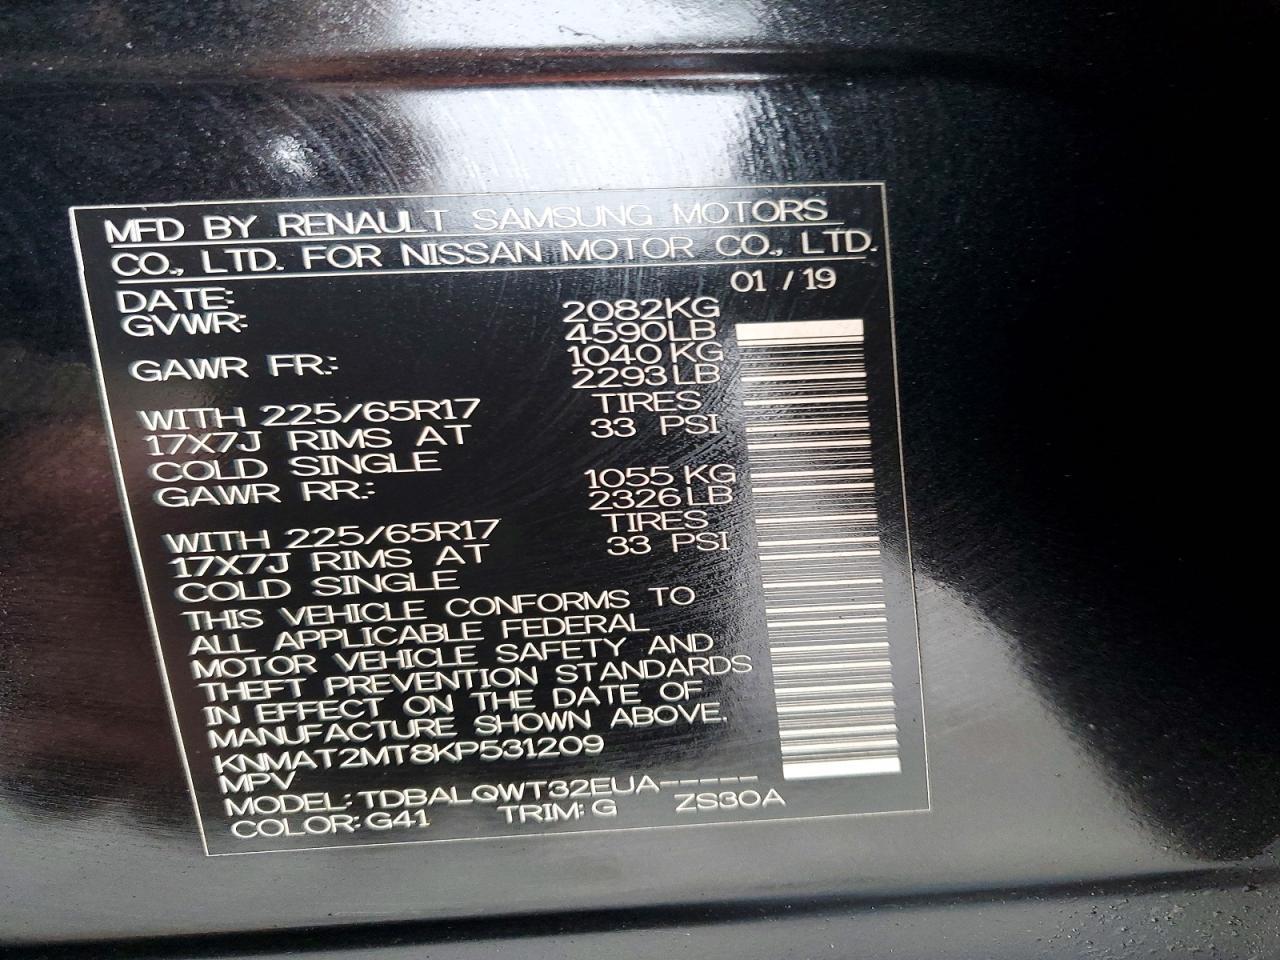 MFD BY RENAULT SAMSUNG MOTORS
CO., LTD. FOR NISSAN MOTOR CO., LTD.
DATE: 01 / 19
GVWR: 2082KG
4590LB
GAWR FR.: 1040 KG
2293LB
WITH 225/65R17 TIRES
17X7J RIMS AT 33 PSI
COLD SINGLE
GAWR RR.: 1055 KG
2326LB
WITH 225/65R17 TIRES
17X7J RIMS AT 33 PSI
COLD SINGLE
THIS VEHICLE CONFORMS TO
ALL APPLICABLE FEDERAL
MOTOR VEHICLE SAFETY AND
THEFT PREVENTION STANDARDS
IN EFFECT ON THE DATE OF
MANUFACTURE SHOWN ABOVE.
KNMAT2MT8KP531209
MPV
MODEL: TDBALQWT32EUA-----
COLOR: G41 TRIM: G ZS30A